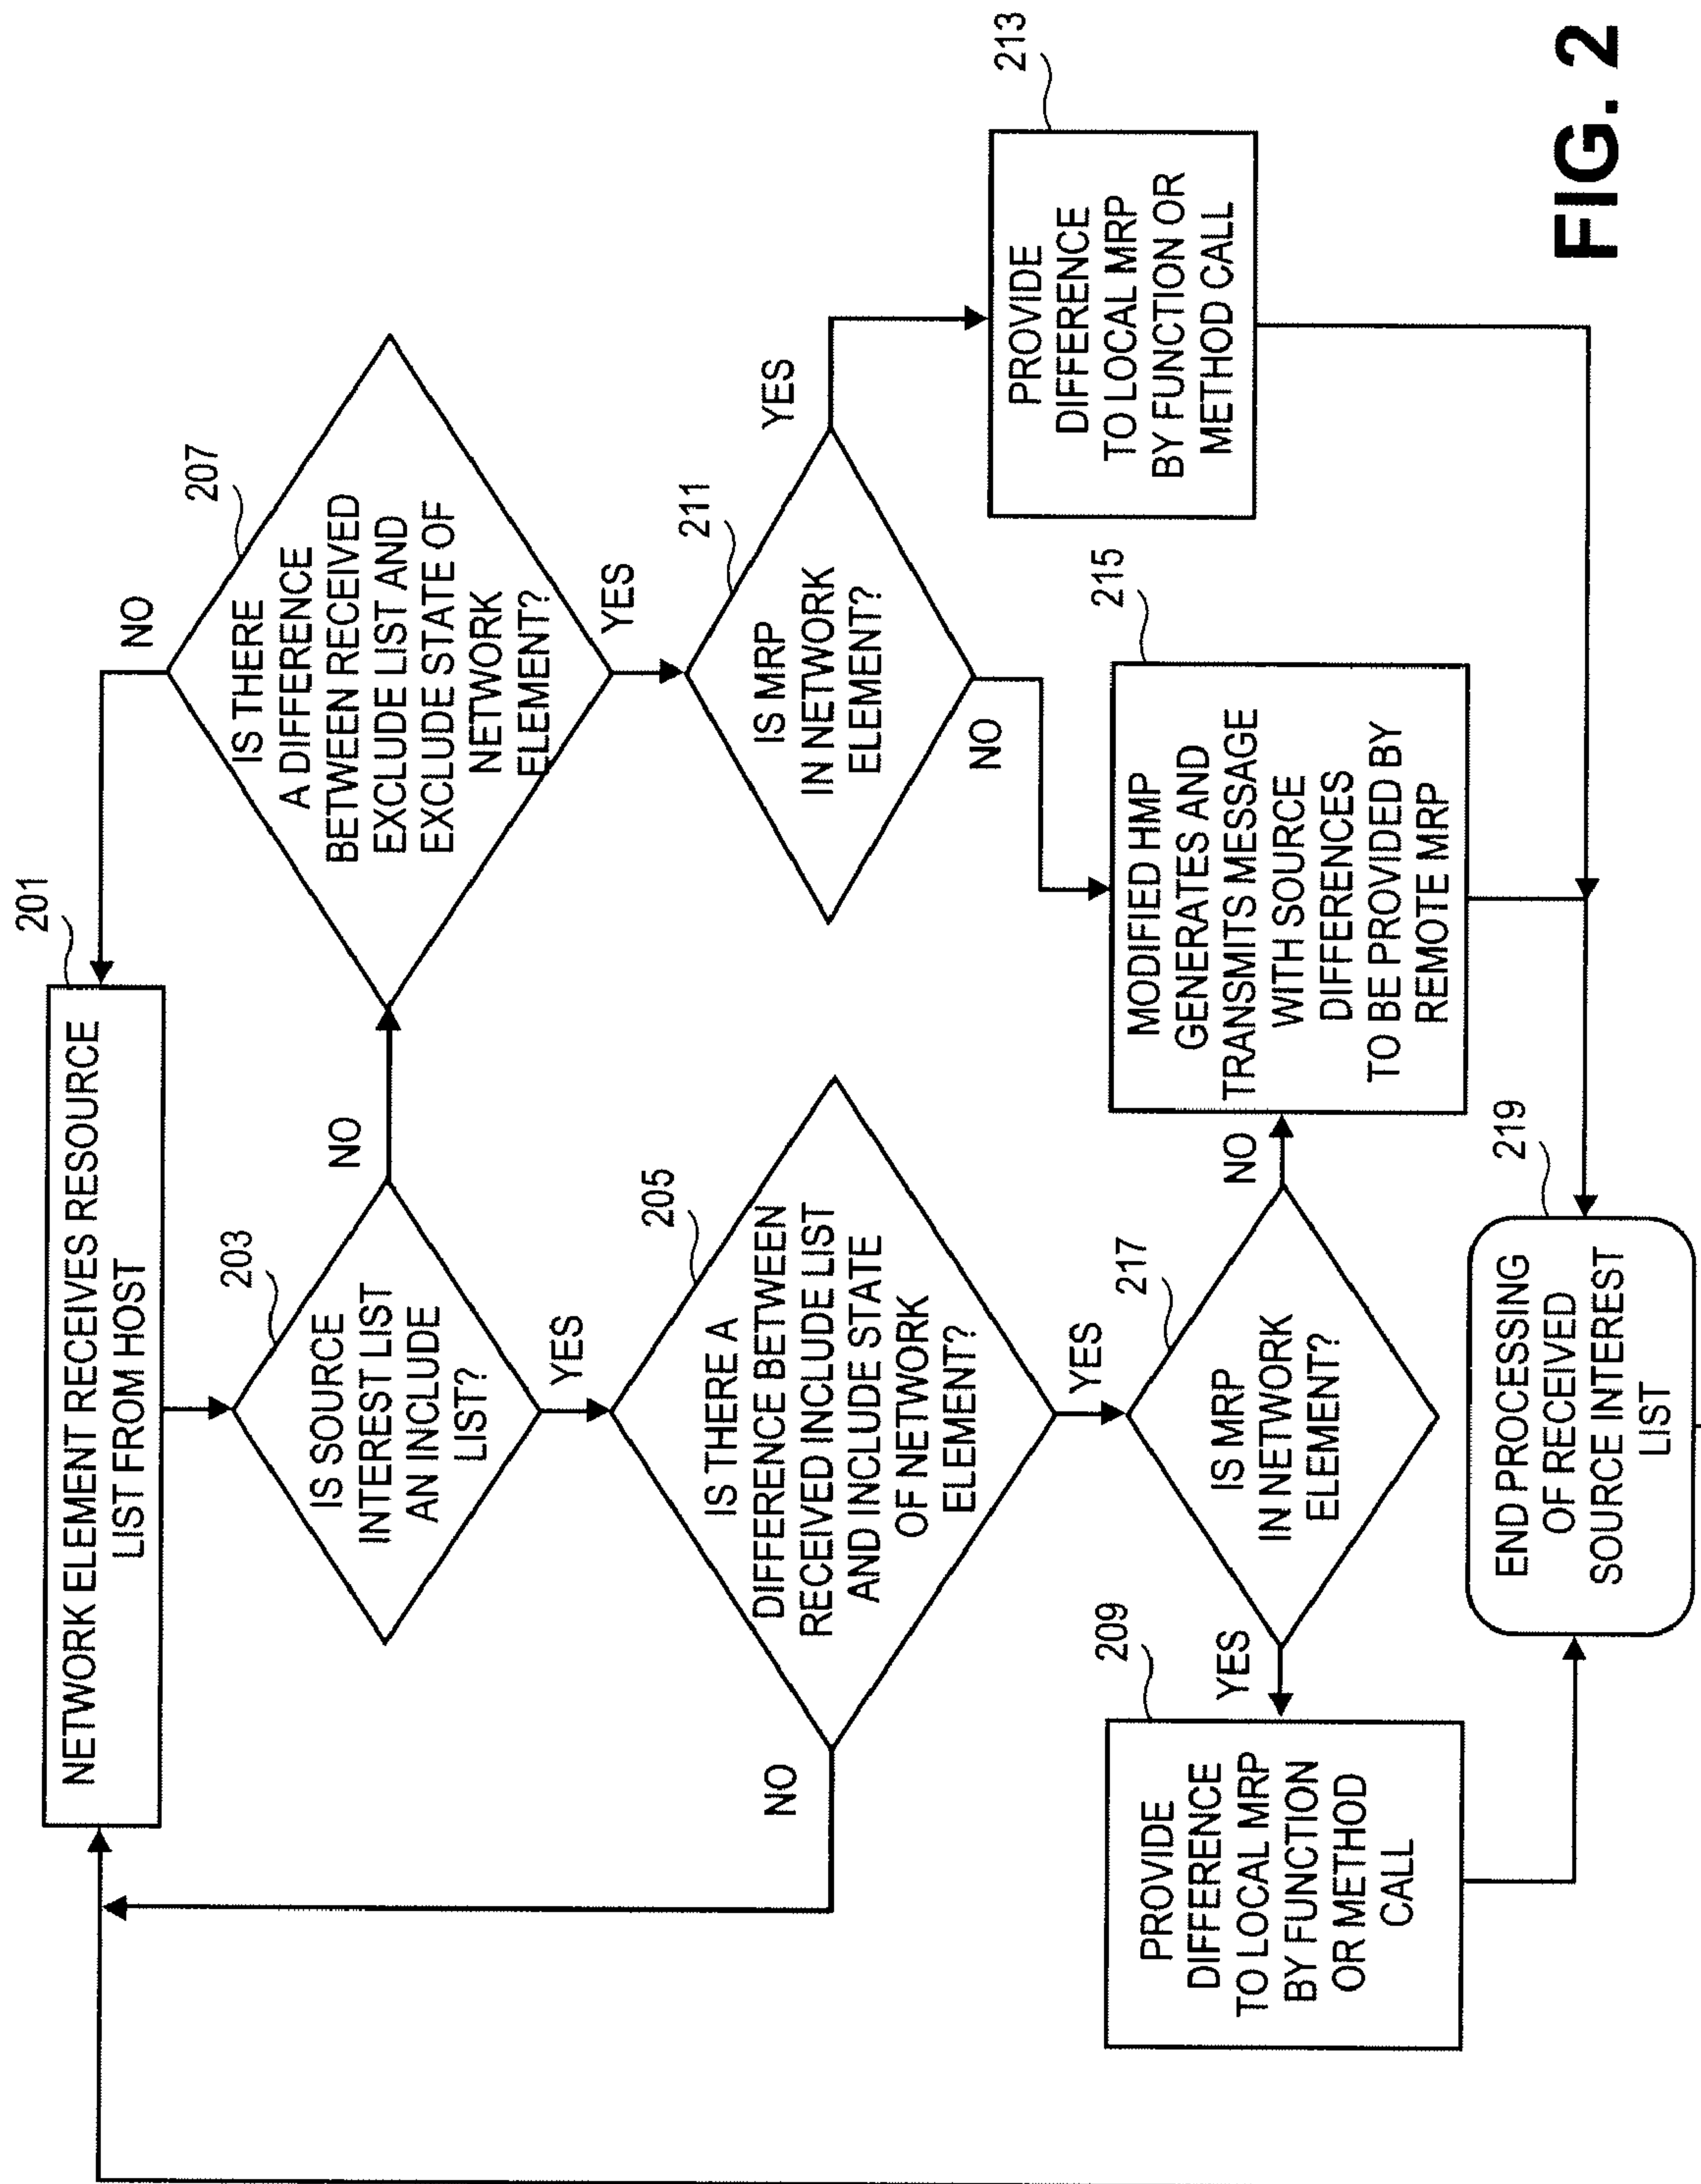 201
NETWORK ELEMENT RECEIVES RESOURCE
LIST FROM HOST
203
IS SOURCE
INTEREST LIST
AN INCLUDE
LIST?
NO
YES
207
IS THERE
A DIFFERENCE
BETWEEN RECEIVED
EXCLUDE LIST AND
EXCLUDE STATE OF
NETWORK
ELEMENT?
NO
YES
205
IS THERE A
DIFFERENCE BETWEEN
RECEIVED INCLUDE LIST
AND INCLUDE STATE
OF NETWORK
ELEMENT?
NO
YES
211
IS MRP
IN NETWORK
ELEMENT?
YES
NO
213
PROVIDE
DIFFERENCE
TO LOCAL MRP
BY FUNCTION OR
METHOD CALL
217
IS MRP
IN NETWORK
ELEMENT?
YES
NO
209
PROVIDE
DIFFERENCE
TO LOCAL MRP
BY FUNCTION
OR METHOD
CALL
215
MODIFIED HMP
GENERATES AND
TRANSMITS MESSAGE
WITH SOURCE
DIFFERENCES
TO BE PROVIDED BY
REMOTE MRP
219
END PROCESSING
OF RECEIVED
SOURCE INTEREST
LIST
FIG. 2